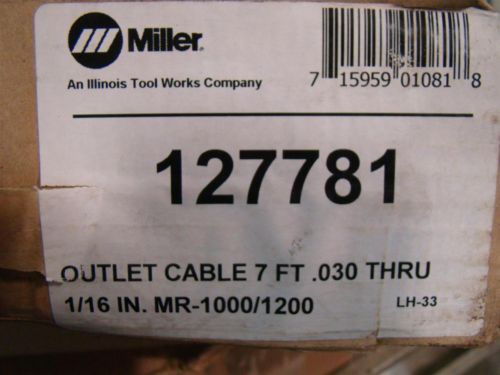 Miller
An Illinois Tool Works Company
7 15959 01081 8
127781
OUTLET CABLE 7 FT .030 THRU
1/16 IN. MR-1000/1200
LH-33